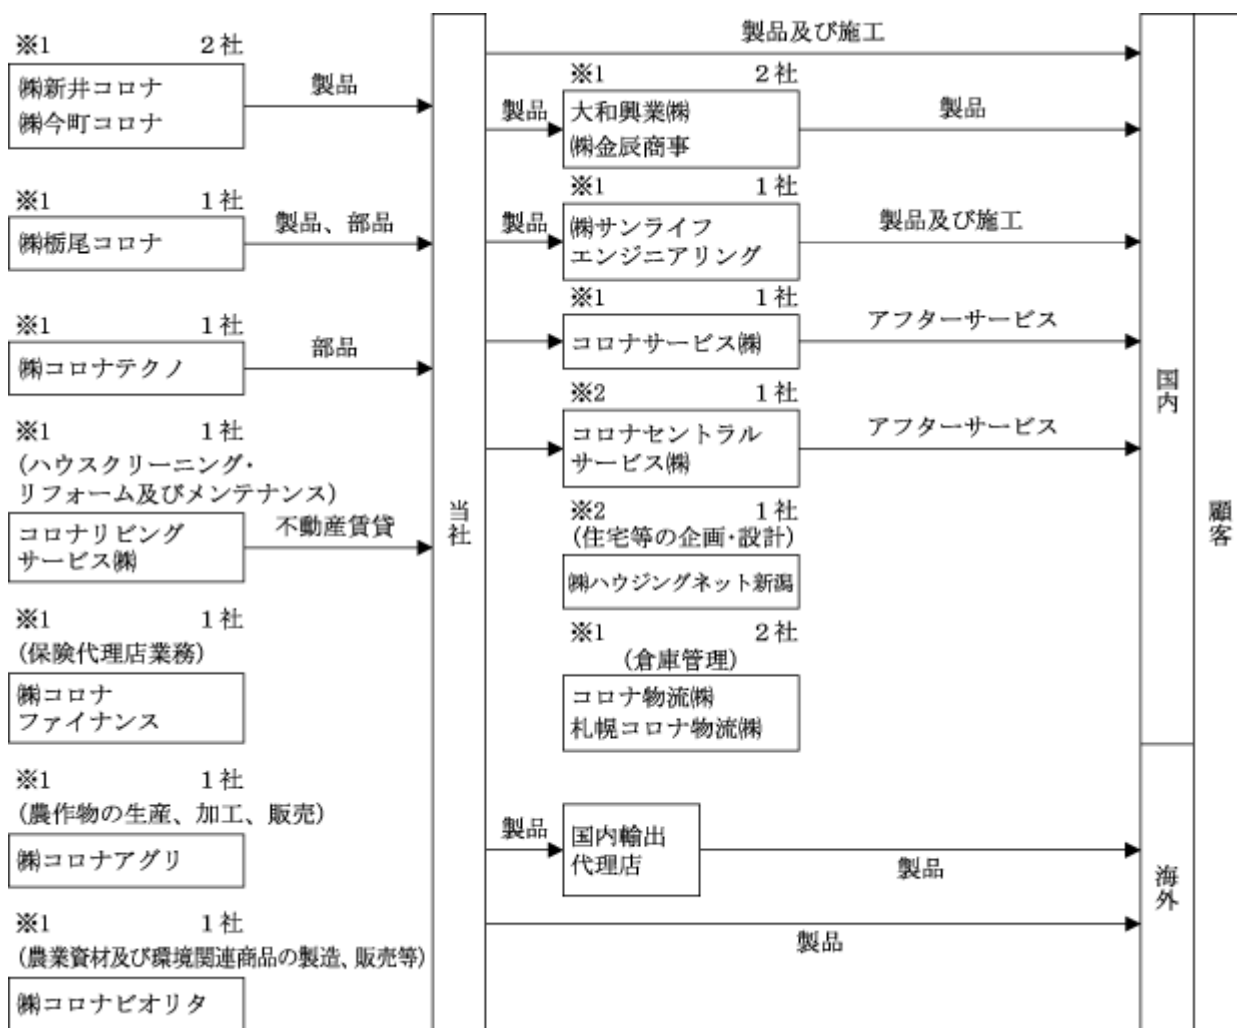 ※1 2社
㈱新井コロナ
㈱今町コロナ
製品
※1 1社
㈱栃尾コロナ
製品、部品
※1 1社
㈱コロナテクノ
部品
※1 1社
(ハウスクリーニング・
リフォーム及びメンテナンス)
コロナリビング
サービス㈱
不動産賃貸
※1 1社
(保険代理店業務)
㈱コロナ
ファイナンス
※1 1社
(農作物の生産、加工、販売)
㈱コロナアグリ
※1 1社
(農業資材及び環境関連商品の製造、販売等)
㈱コロナビオリタ
当社
製品及び施工
製品
※1 2社
大和興業㈱
㈱金辰商事
製品
製品
※1 1社
㈱サンライフ
エンジニアリング
製品及び施工
※1 1社
コロナサービス㈱
アフターサービス
※2 1社
コロナセントラル
サービス㈱
アフターサービス
※2 1社
(住宅等の企画・設計)
㈱ハウジングネット新潟
※1 2社
(倉庫管理)
コロナ物流㈱
札幌コロナ物流㈱
製品
国内輸出
代理店
製品
製品
国内
海外
顧客